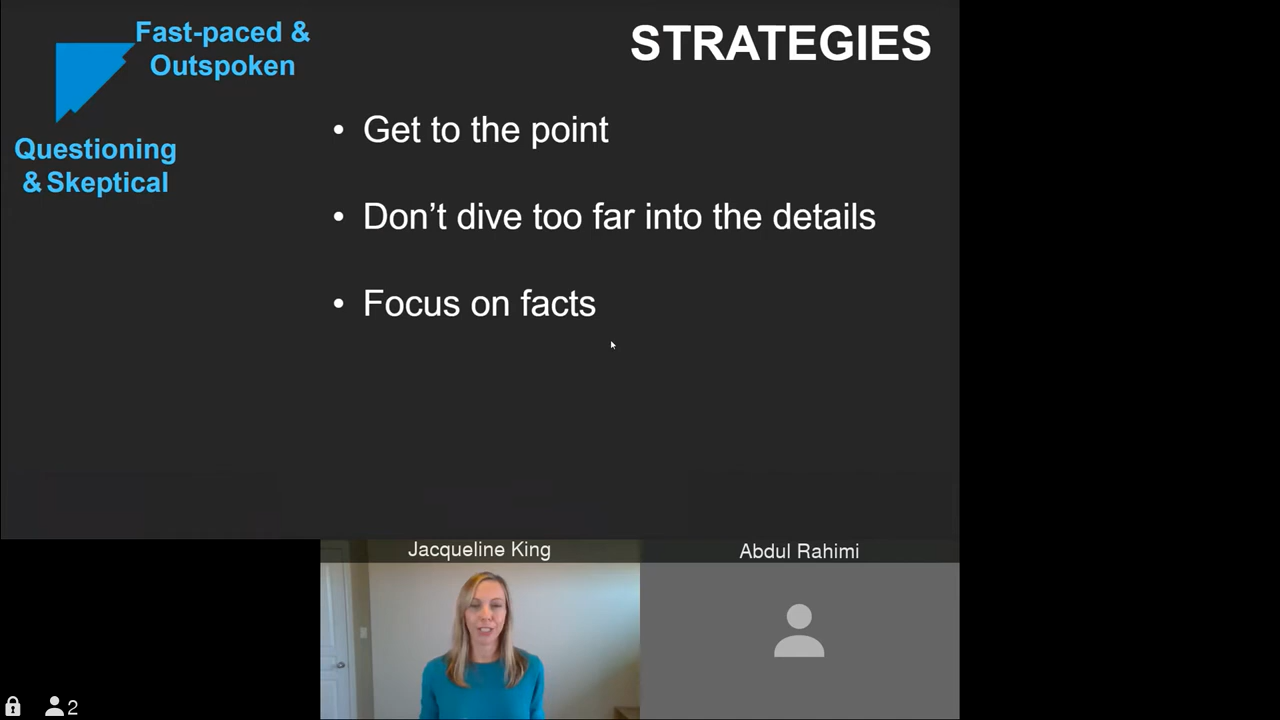 Fast-paced &
Outspoken
Questioning
& Skeptical
STRATEGIES
• Get to the point
• Don’t dive too far into the details
• Focus on facts
Jacqueline King
Abdul Rahimi
2